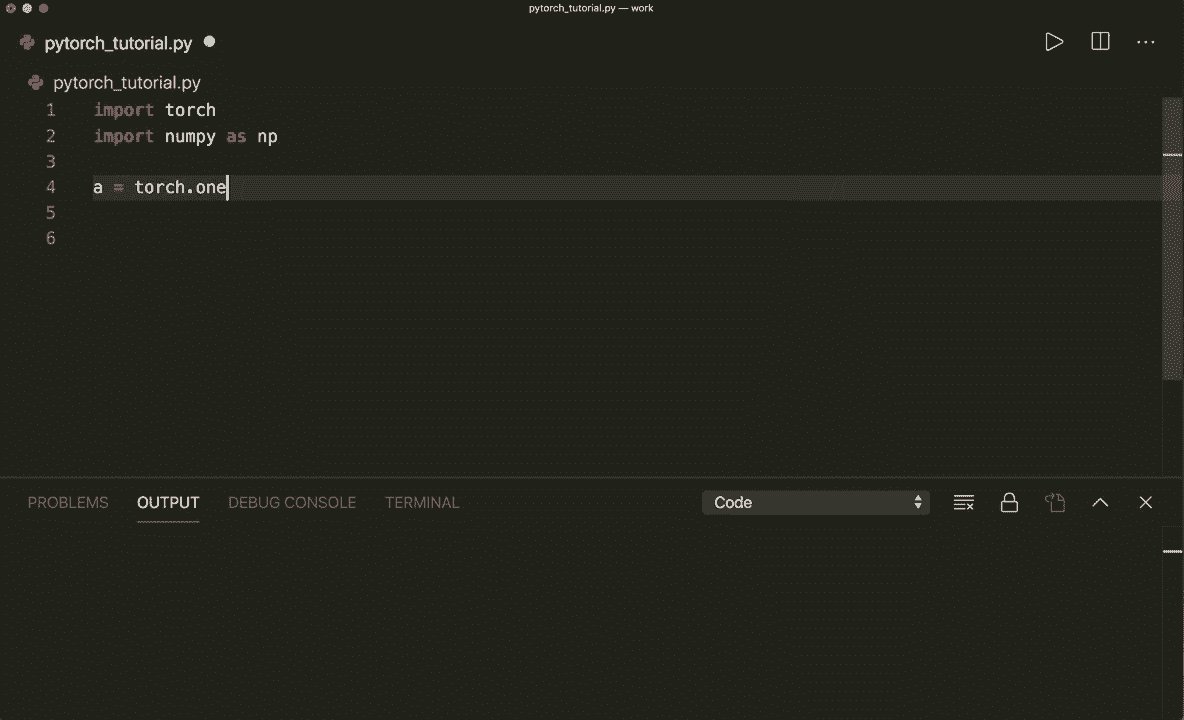 pytorch_tutorial.py — work
pytorch_tutorial.py
pytorch_tutorial.py
1 import torch
2 import numpy as np
3
4 a = torch.one
5
6
PROBLEMS OUTPUT DEBUG CONSOLE TERMINAL Code